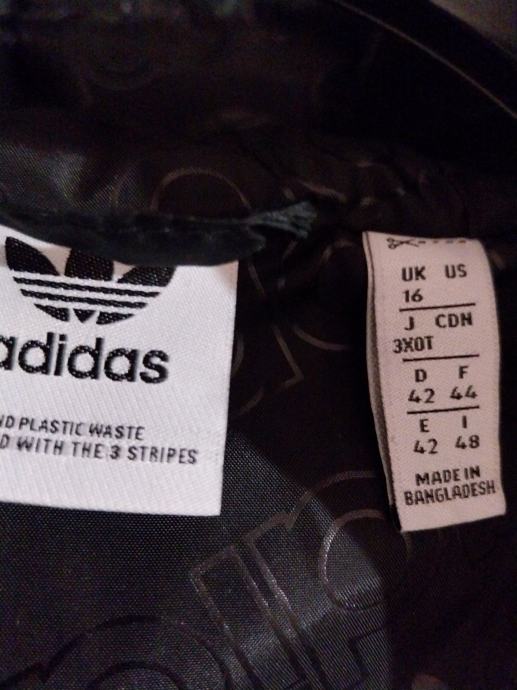 adidas
ND PLASTIC WASTE
D WITH THE 3 STRIPES
UK US
16
J CDN
3XOT
D F
42 44
E I
42 48
MADE IN
BANGLADESH